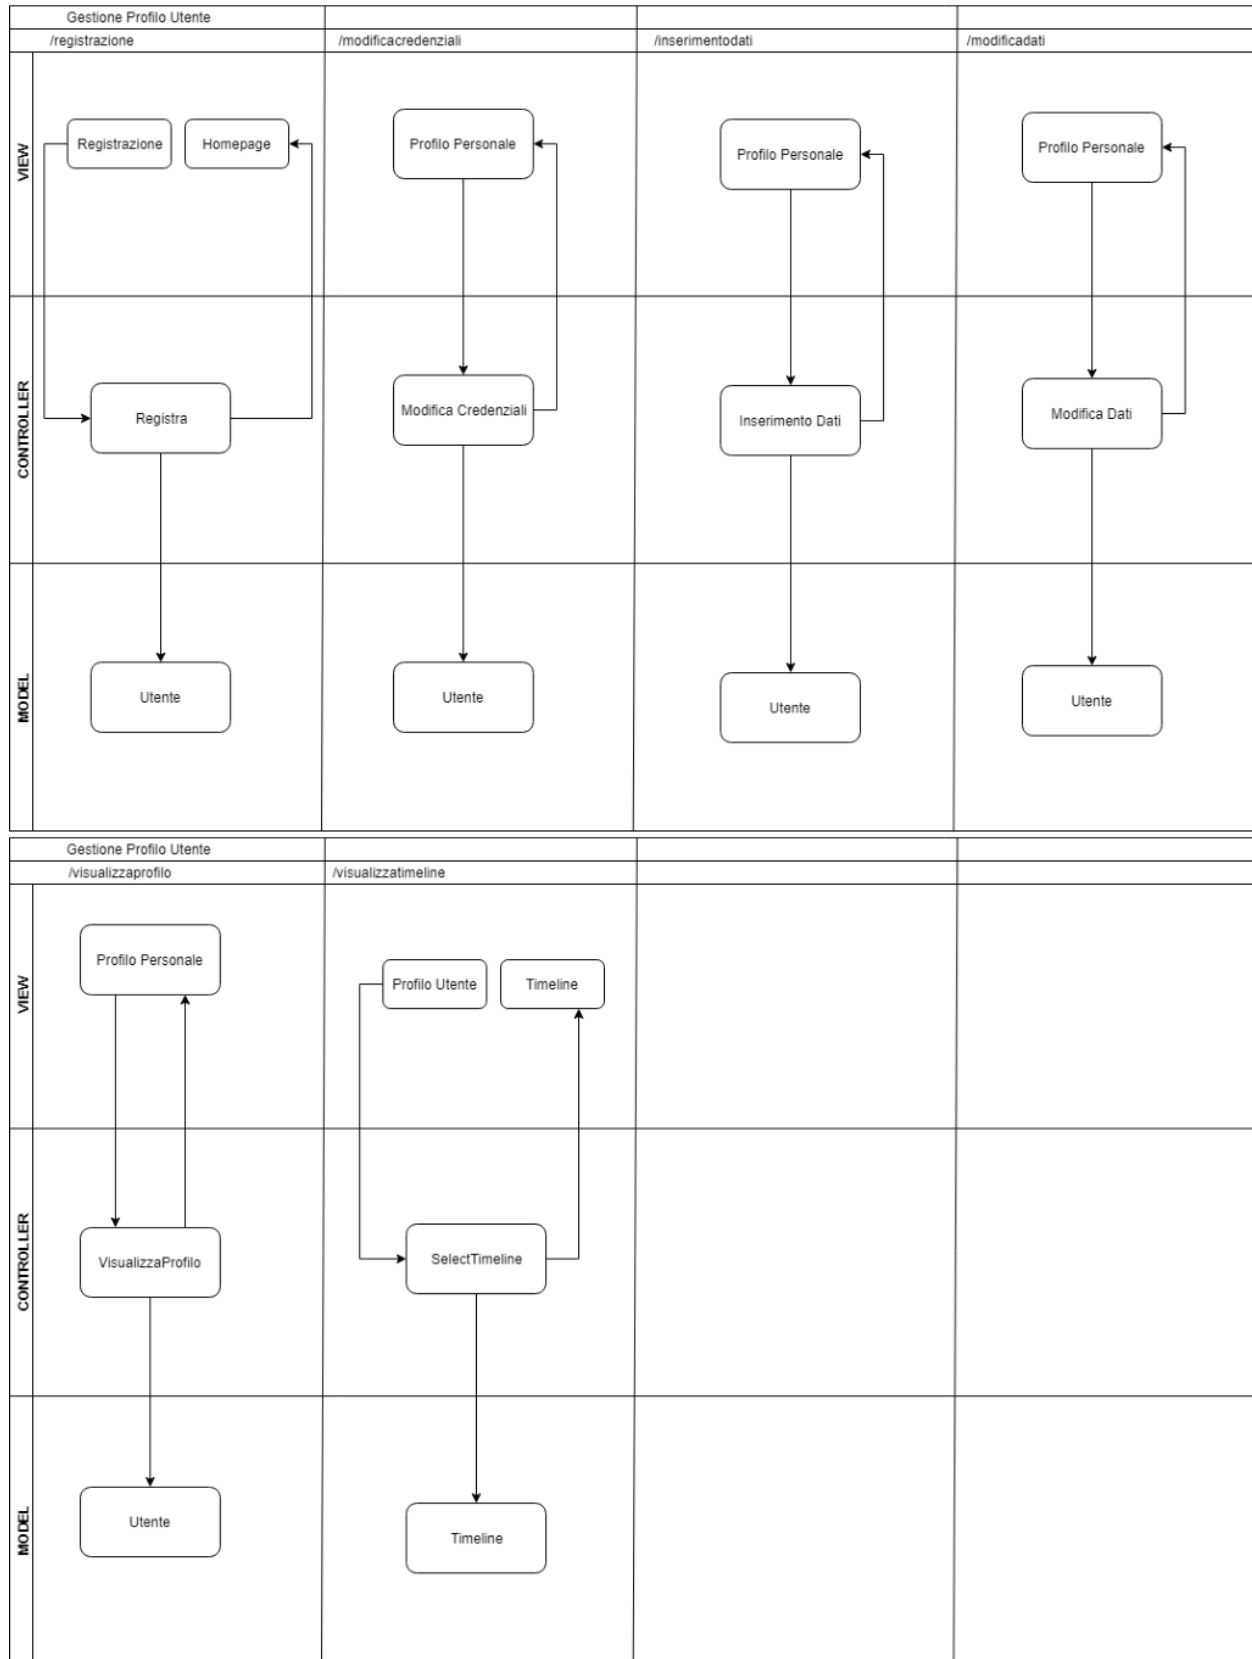 Gestione Profilo Utente
/registrazione
/modificacredenziali
/inserimentodati
/modificadati
VIEW
Registrazione
Homepage
Profilo Personale
Profilo Personale
Profilo Personale
CONTROLLER
Registra
Modifica Credenziali
Inserimento Dati
Modifica Dati
MODEL
Utente
Utente
Utente
Utente
Gestione Profilo Utente
/visualizzaprofilo
/visualizzatimeline
VIEW
Profilo Personale
Profilo Utente
Timeline
CONTROLLER
VisualizzaProfilo
SelectTimeline
MODEL
Utente
Timeline